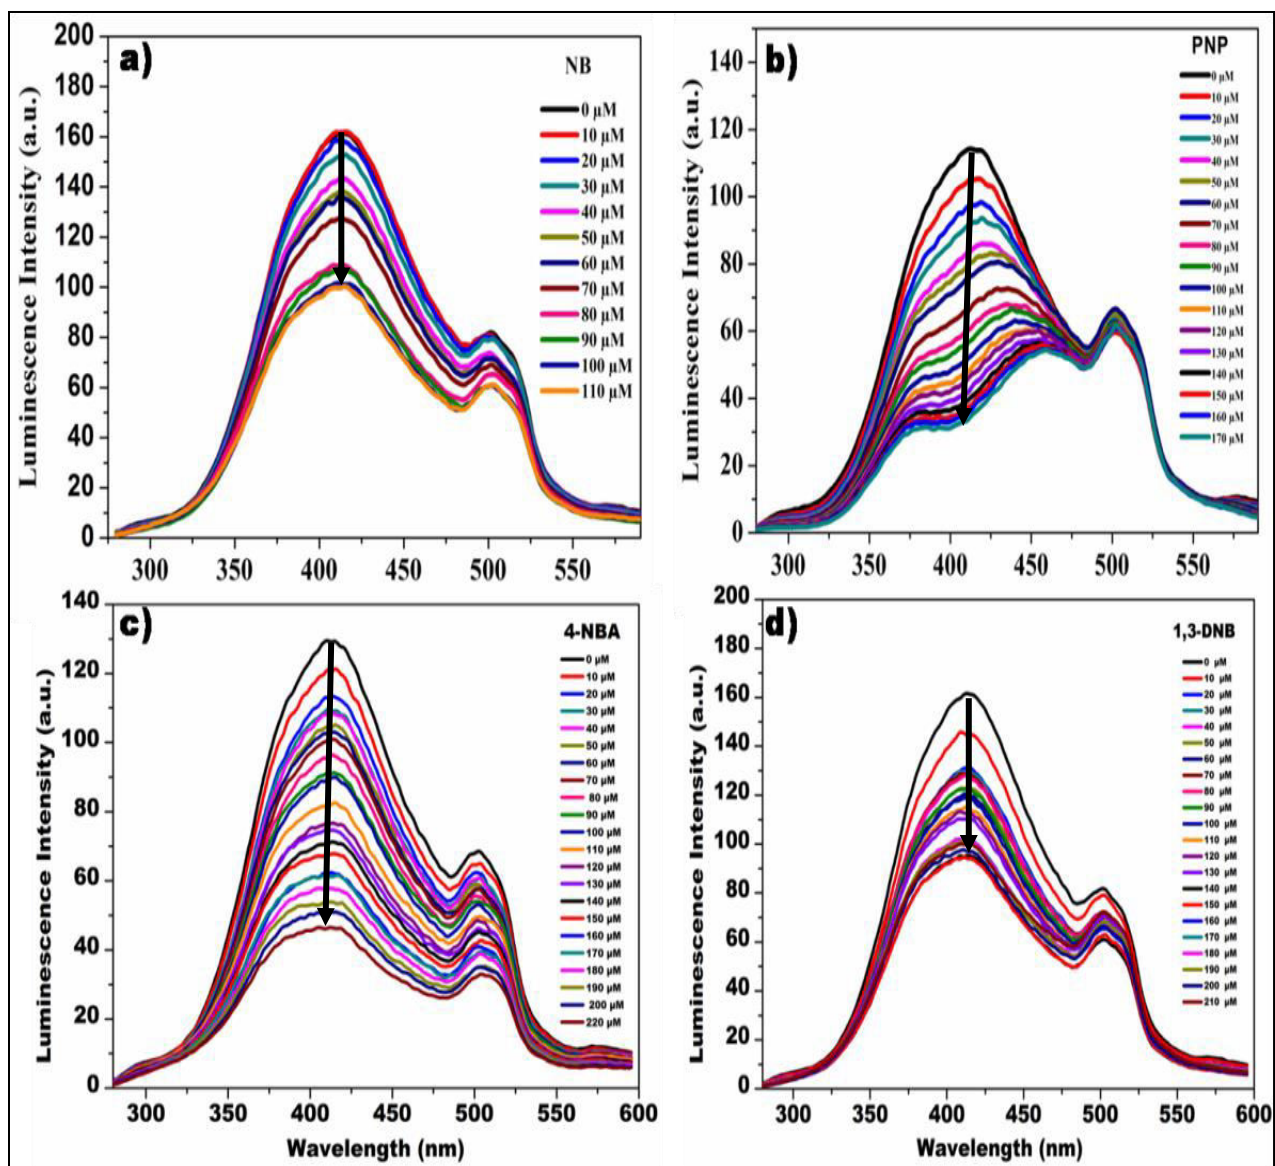 a)
NB
0 µM
10 µM
20 µM
30 µM
40 µM
50 µM
60 µM
70 µM
80 µM
90 µM
100 µM
110 µM
Luminescence Intensity (a.u.)
200
180
160
140
120
100
80
60
40
20
0
300 350 400 450 500 550
b)
PNP
0 µM
10 µM
20 µM
30 µM
40 µM
50 µM
60 µM
70 µM
80 µM
90 µM
100 µM
110 µM
120 µM
130 µM
140 µM
150 µM
160 µM
170 µM
Luminescence Intensity (a.u.)
140
120
100
80
60
40
20
0
300 350 400 450 500 550
c)
4-NBA
0 µM
10 µM
20 µM
30 µM
40 µM
50 µM
60 µM
70 µM
80 µM
90 µM
100 µM
110 µM
120 µM
130 µM
140 µM
150 µM
160 µM
170 µM
180 µM
190 µM
200 µM
220 µM
Luminescence Intensity (a.u.)
140
120
100
80
60
40
20
0
300 350 400 450 500 550 600
Wavelength (nm)
d)
1,3-DNB
0 µM
10 µM
20 µM
30 µM
40 µM
50 µM
60 µM
70 µM
80 µM
90 µM
100 µM
110 µM
120 µM
130 µM
140 µM
150 µM
160 µM
170 µM
180 µM
190 µM
200 µM
210 µM
Luminescence Intensity (a.u.)
200
180
160
140
120
100
80
60
40
20
0
300 350 400 450 500 550 600
Wavelength (nm)